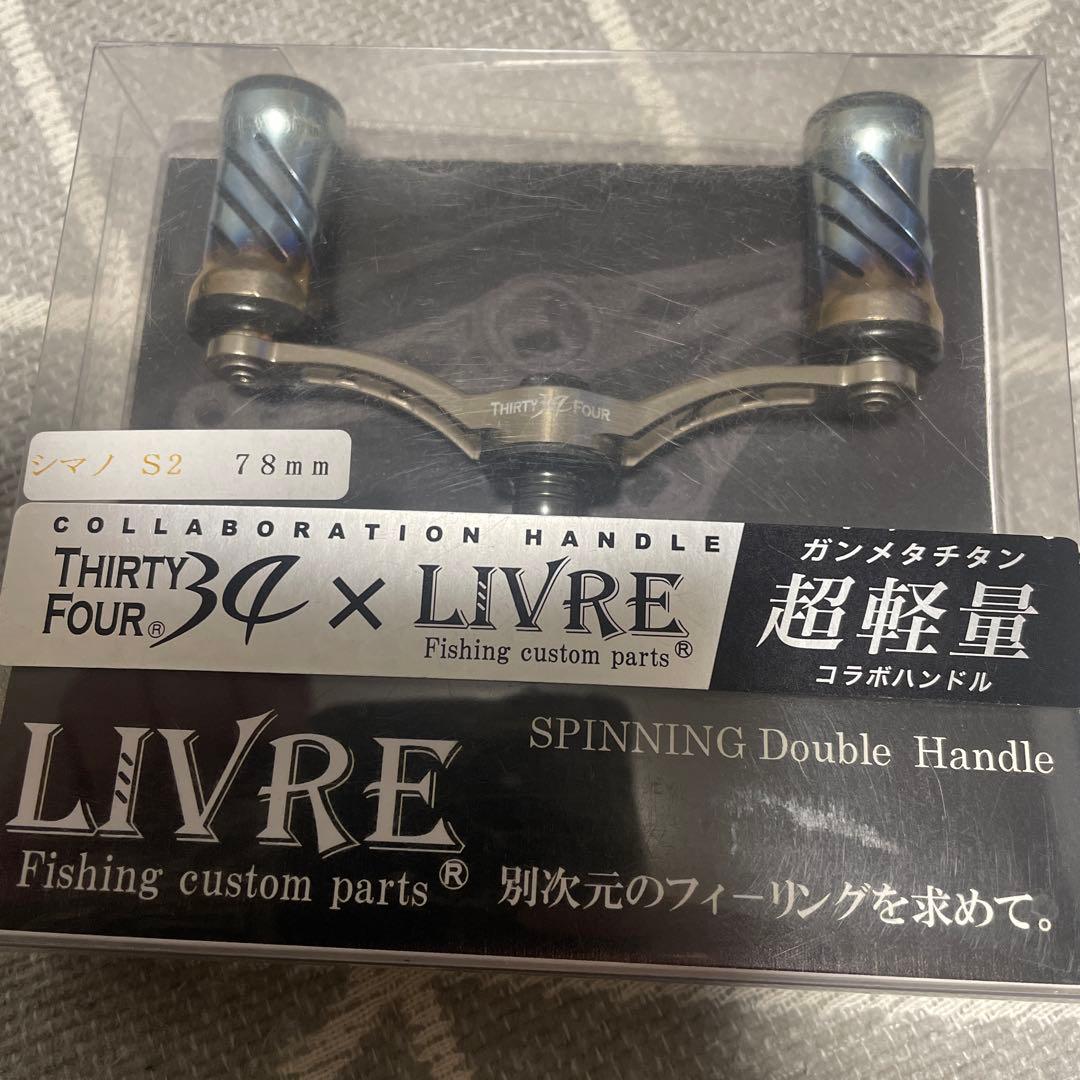 THIRTY 34 FOUR
シマノ S2 78mm
COLLABORATION HANDLE
THIRTY FOUR® 34 × LIVRE
Fishing custom parts®
ガンメタチタン
超軽量
コラボハンドル
LIVRE
Fishing custom parts®
SPINNING Double Handle
別次元のフィーリングを求めて。